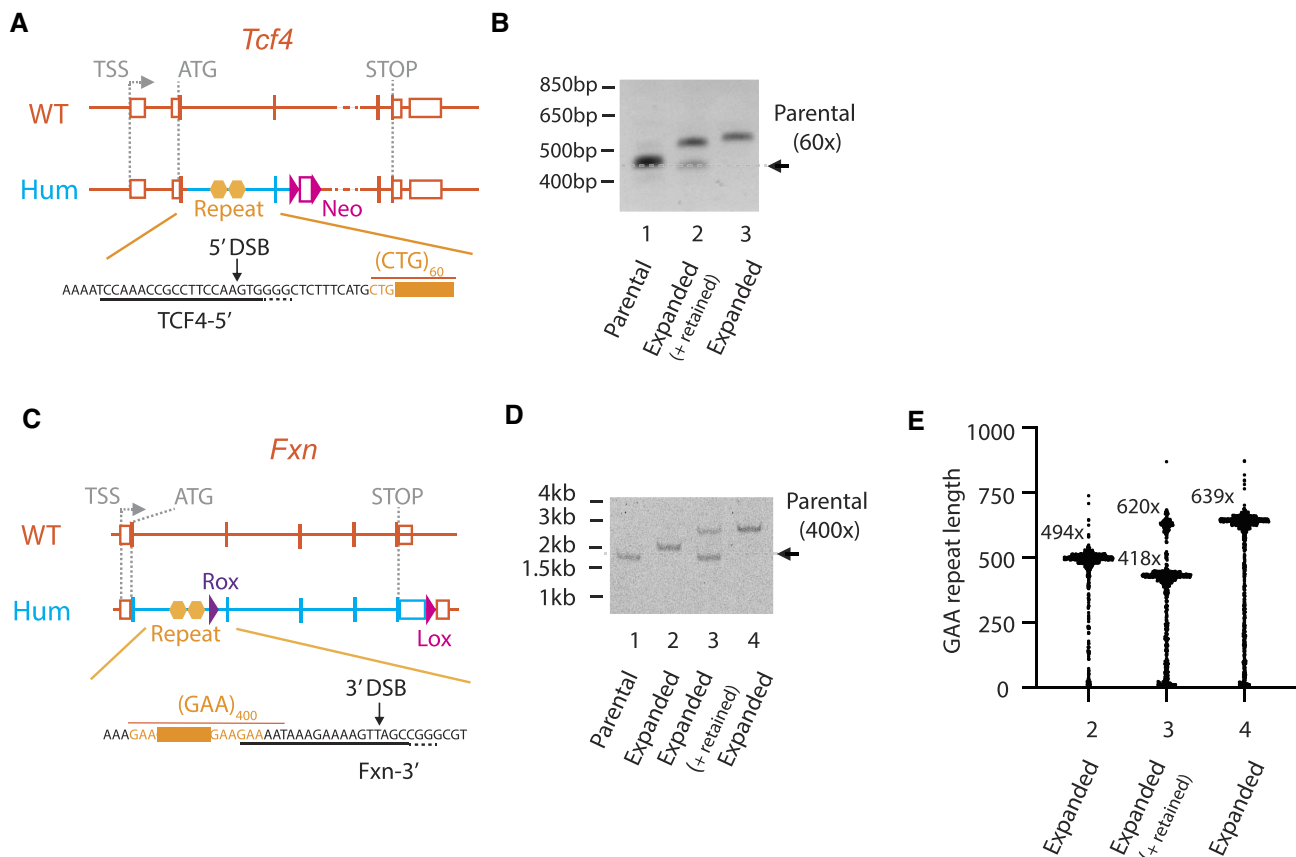 A
Tcf4
TSS
ATG
STOP
WT
Hum
Repeat
Neo
5′ DSB
(CTG)60
AAAATCCAAACCGCCTTCCAAGTGGGGCTCTTTCATGCTG
TCF4-5′
B
850bp
650bp
500bp
400bp
Parental
(60x)
1 2 3
Parental
Expanded
(+ retained)
Expanded
C
Fxn
TSS
ATG
STOP
WT
Hum
Rox
Repeat
Lox
3′ DSB
(GAA)400
AAAGAA GAAGAAAATAAAGAAAAGTTAGCCGGGCGT
Fxn-3′
D
4kb
3kb
2kb
1.5kb
1kb
Parental
(400x)
1 2 3 4
Parental
Expanded
Expanded
(+ retained)
Expanded
E
GAA repeat length
1000
750
500
250
0
494x
620x
418x
639x
2 3 4
Expanded
Expanded
(+ retained)
Expanded